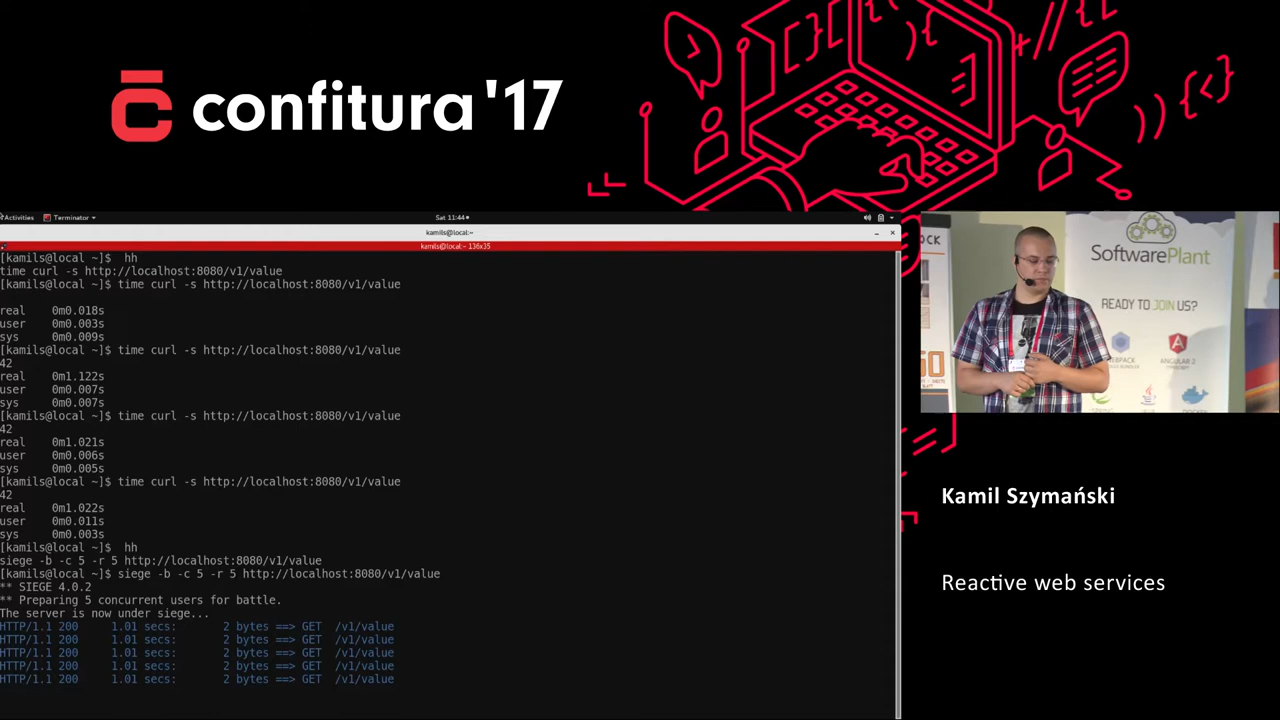 confitura '17
Activities
Terminator
Sat 11:44
kamils@local:~
kamils@local:~ 136x35
[kamils@local ~]$  hh
time curl -s http://localhost:8080/v1/value
[kamils@local ~]$ time curl -s http://localhost:8080/v1/value
real    0m0.018s
user    0m0.003s
sys     0m0.009s
[kamils@local ~]$ time curl -s http://localhost:8080/v1/value
42
real    0m1.122s
user    0m0.007s
sys     0m0.007s
[kamils@local ~]$ time curl -s http://localhost:8080/v1/value
42
real    0m1.021s
user    0m0.006s
sys     0m0.005s
[kamils@local ~]$ time curl -s http://localhost:8080/v1/value
42
real    0m1.022s
user    0m0.011s
sys     0m0.003s
[kamils@local ~]$  hh
siege -b -c 5 -r 5 http://localhost:8080/v1/value
[kamils@local ~]$ siege -b -c 5 -r 5 http://localhost:8080/v1/value
** SIEGE 4.0.2
** Preparing 5 concurrent users for battle.
The server is now under siege...
HTTP/1.1 200     1.01 secs:       2 bytes ==> GET  /v1/value
HTTP/1.1 200     1.01 secs:       2 bytes ==> GET  /v1/value
HTTP/1.1 200     1.01 secs:       2 bytes ==> GET  /v1/value
HTTP/1.1 200     1.01 secs:       2 bytes ==> GET  /v1/value
HTTP/1.1 200     1.01 secs:       2 bytes ==> GET  /v1/value
SoftwarePlant
READY TO JOIN US?
ANGULAR 2
DOCKER
Kamil Szymański
Reactive web services